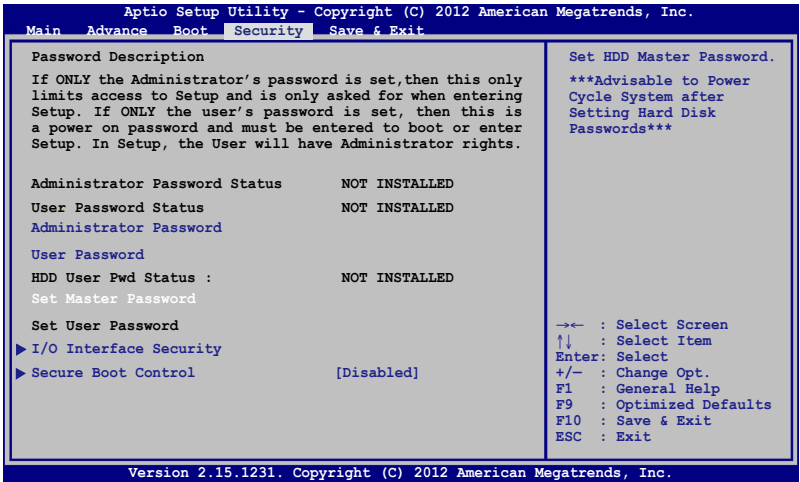 Aptio Setup Utility - Copyright (C) 2012 American Megatrends, Inc.
Main Advance Boot Security Save & Exit
Password Description
If ONLY the Administrator's password is set,then this only
limits access to Setup and is only asked for when entering
Setup. If ONLY the user's password is set, then this is
a power on password and must be entered to boot or enter
Setup. In Setup, the User will have Administrator rights.
Administrator Password Status NOT INSTALLED
User Password Status NOT INSTALLED
Administrator Password
User Password
HDD User Pwd Status : NOT INSTALLED
Set Master Password
Set User Password
I/O Interface Security
Secure Boot Control [Disabled]
Set HDD Master Password.
***Advisable to Power
Cycle System after
Setting Hard Disk
Passwords***
→← : Select Screen
↑↓ : Select Item
Enter: Select
+/— : Change Opt.
F1 : General Help
F9 : Optimized Defaults
F10 : Save & Exit
ESC : Exit
Version 2.15.1231. Copyright (C) 2012 American Megatrends, Inc.